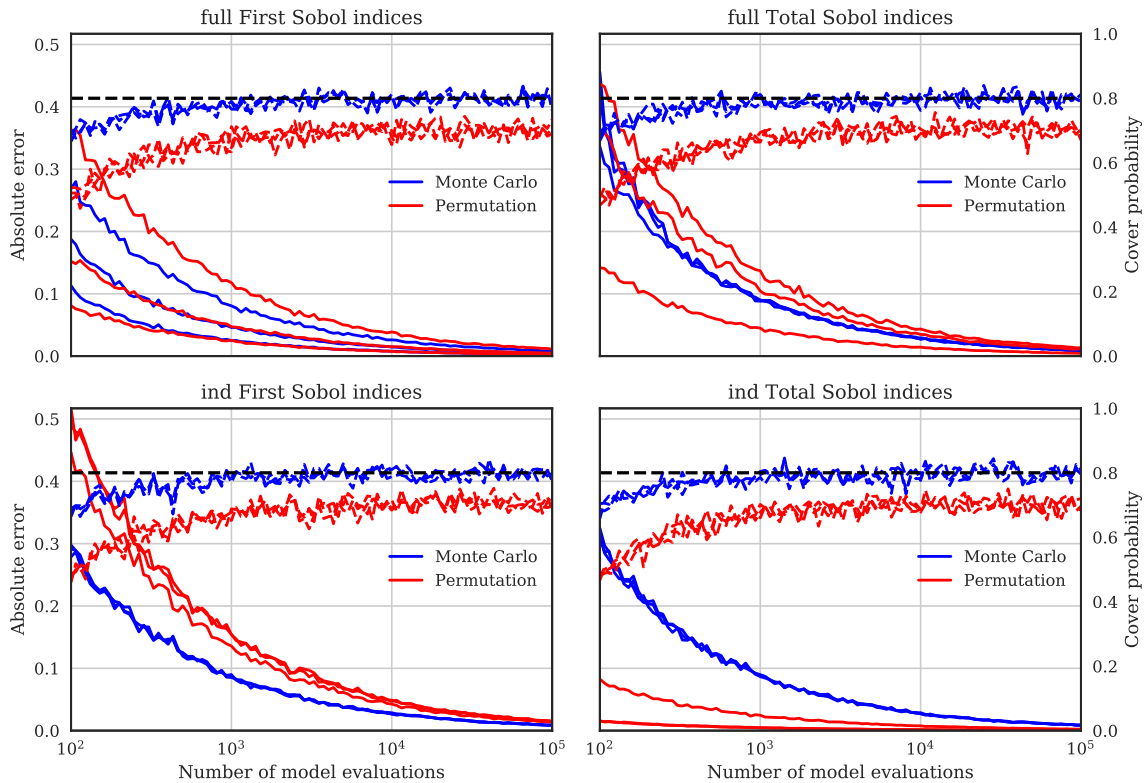 full First Sobol indices
full Total Sobol indices
Absolute error
0.5
0.4
0.3
0.2
0.1
0.0
Monte Carlo
Permutation
Monte Carlo
Permutation
1.0
0.8
0.6
0.4
0.2
0.0
Cover probability
ind First Sobol indices
ind Total Sobol indices
Absolute error
0.5
0.4
0.3
0.2
0.1
0.0
Monte Carlo
Permutation
Monte Carlo
Permutation
1.0
0.8
0.6
0.4
0.2
0.0
Cover probability
10² 10³ 10⁴ 10⁵
10² 10³ 10⁴ 10⁵
Number of model evaluations
Number of model evaluations